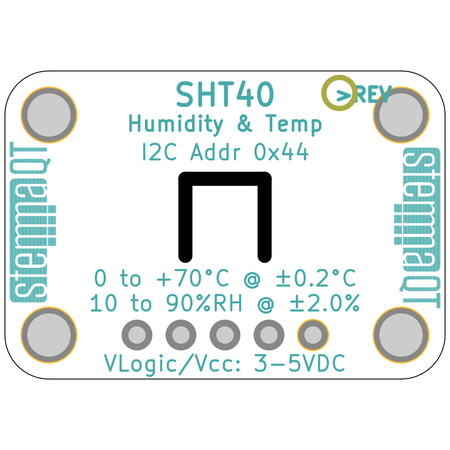 SHT40
>REV
Humidity & Temp
I2C Addr 0x44
stemmaQT
stemmaQT
0 to +70°C @ ±0.2°C
10 to 90%RH @ ±2.0%
VLogic/Vcc: 3-5VDC